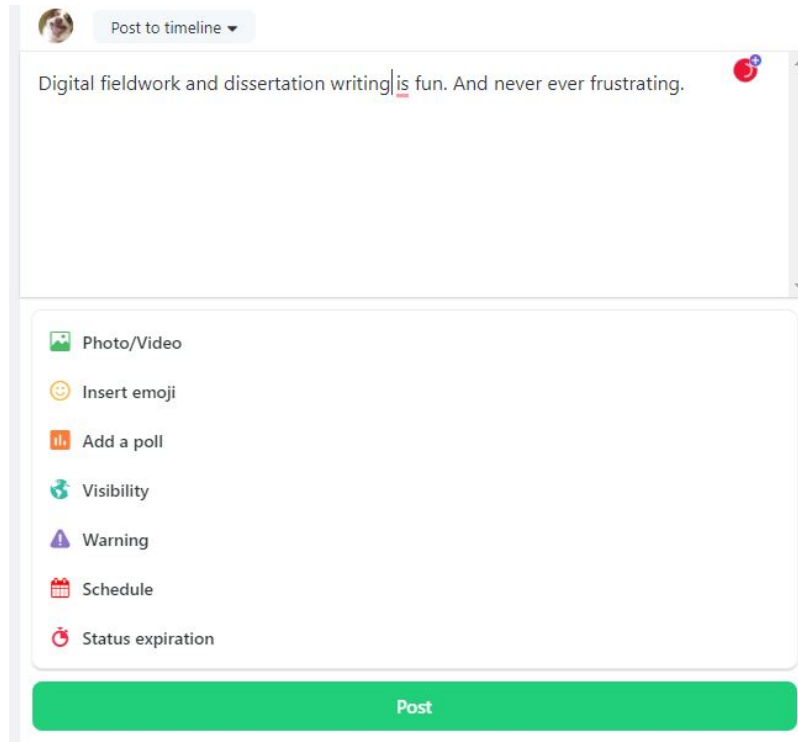 Post to timeline
Digital fieldwork and dissertation writing is fun. And never ever frustrating.
Photo/Video
Insert emoji
Add a poll
Visibility
Warning
Schedule
Status expiration
Post